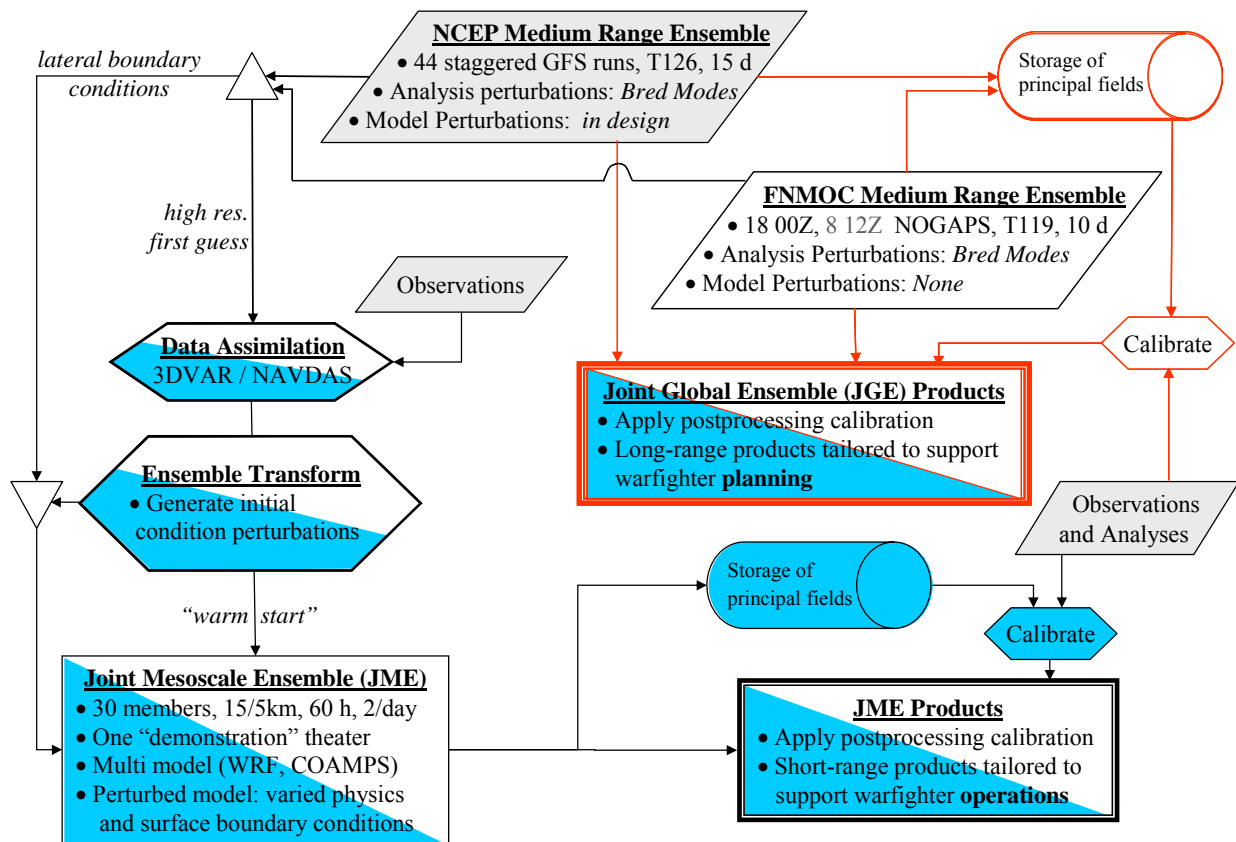 NCEP Medium Range Ensemble
• 44 staggered GFS runs, T126, 15 d
• Analysis perturbations: Bred Modes
• Model Perturbations: in design
lateral boundary
conditions
Storage of
principal fields
FNMOC Medium Range Ensemble
• 18 00Z, 8 12Z NOGAPS, T119, 10 d
• Analysis Perturbations: Bred Modes
• Model Perturbations: None
high res.
first guess
Observations
Data Assimilation
3DVAR / NAVDAS
Calibrate
Joint Global Ensemble (JGE) Products
• Apply postprocessing calibration
• Long-range products tailored to support
warfighter planning
Ensemble Transform
• Generate initial
condition perturbations
Observations
and Analyses
Storage of
principal fields
"warm start"
Calibrate
Joint Mesoscale Ensemble (JME)
• 30 members, 15/5km, 60 h, 2/day
• One "demonstration" theater
• Multi model (WRF, COAMPS)
• Perturbed model: varied physics
and surface boundary conditions
JME Products
• Apply postprocessing calibration
• Short-range products tailored to
support warfighter operations